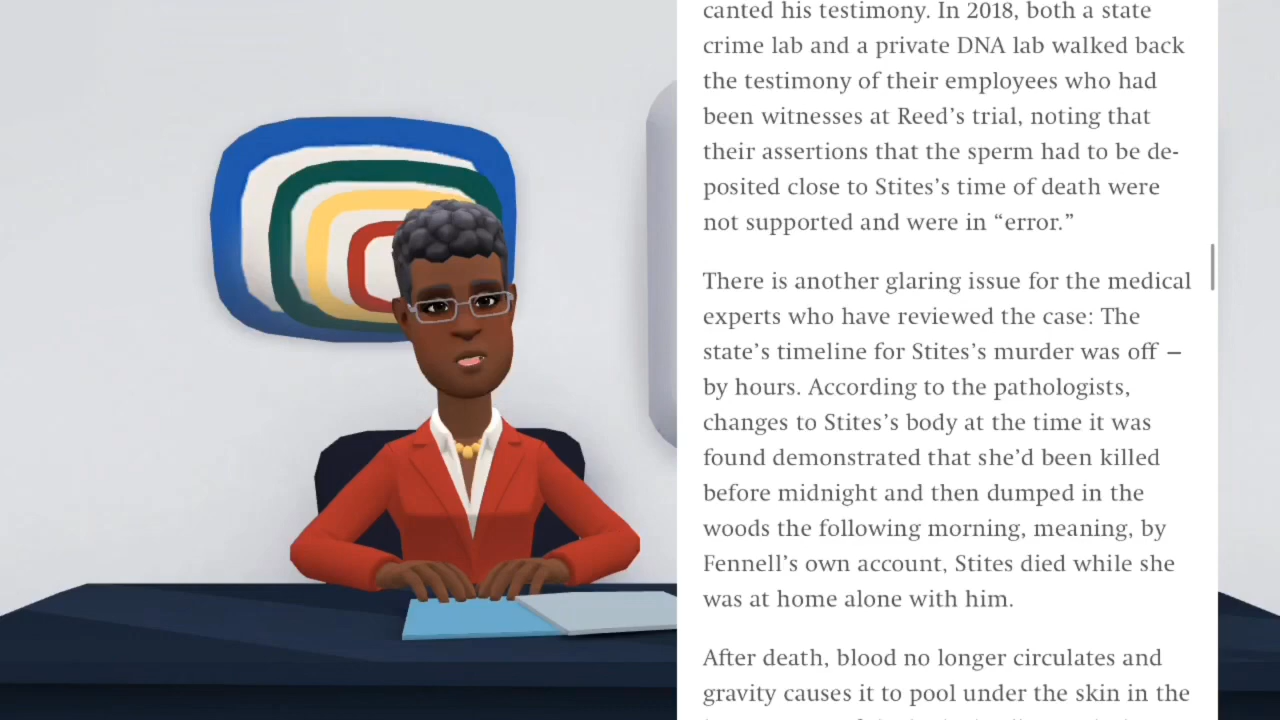 canted his testimony. In 2018, both a state
crime lab and a private DNA lab walked back
the testimony of their employees who had
been witnesses at Reed’s trial, noting that
their assertions that the sperm had to be de-
posited close to Stites’s time of death were
not supported and were in “error.”
There is another glaring issue for the medical
experts who have reviewed the case: The
state’s timeline for Stites’s murder was off —
by hours. According to the pathologists,
changes to Stites’s body at the time it was
found demonstrated that she’d been killed
before midnight and then dumped in the
woods the following morning, meaning, by
Fennell’s own account, Stites died while she
was at home alone with him.
After death, blood no longer circulates and
gravity causes it to pool under the skin in the